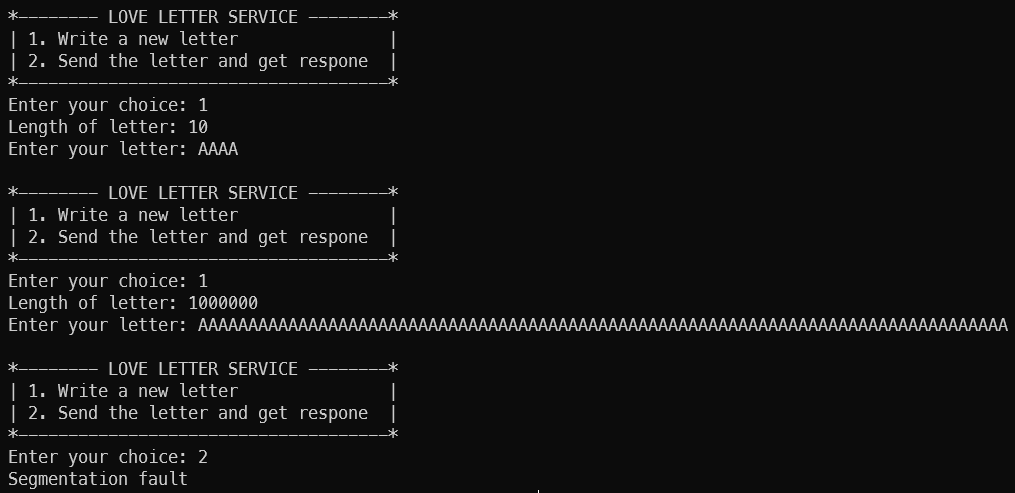 *-------- LOVE LETTER SERVICE --------*
| 1. Write a new letter               |
| 2. Send the letter and get respone  |
*-------------------------------------*
Enter your choice: 1
Length of letter: 10
Enter your letter: AAAA
*-------- LOVE LETTER SERVICE --------*
| 1. Write a new letter               |
| 2. Send the letter and get respone  |
*-------------------------------------*
Enter your choice: 1
Length of letter: 1000000
Enter your letter: AAAAAAAAAAAAAAAAAAAAAAAAAAAAAAAAAAAAAAAAAAAAAAAAAAAAAAAAAAAAAAAAAAAAAAAAAAAAAAAAA
*-------- LOVE LETTER SERVICE --------*
| 1. Write a new letter               |
| 2. Send the letter and get respone  |
*-------------------------------------*
Enter your choice: 2
Segmentation fault